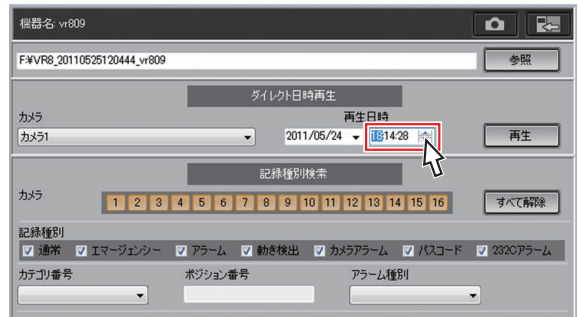 機器名: vr809
F:¥VR8_20110525120444_vr809
参照
ダイレクト日時再生
カメラ 再生日時
カメラ1 2011/05/24 18:14:28 再生
記録種別検索
カメラ 1 2 3 4 5 6 7 8 9 10 11 12 13 14 15 16 すべて解除
記録種別
通常 エマージェンシー アラーム 動き検出 カメラアラーム パスコード 232Cアラーム
カテゴリ番号 ポジション番号 アラーム種別